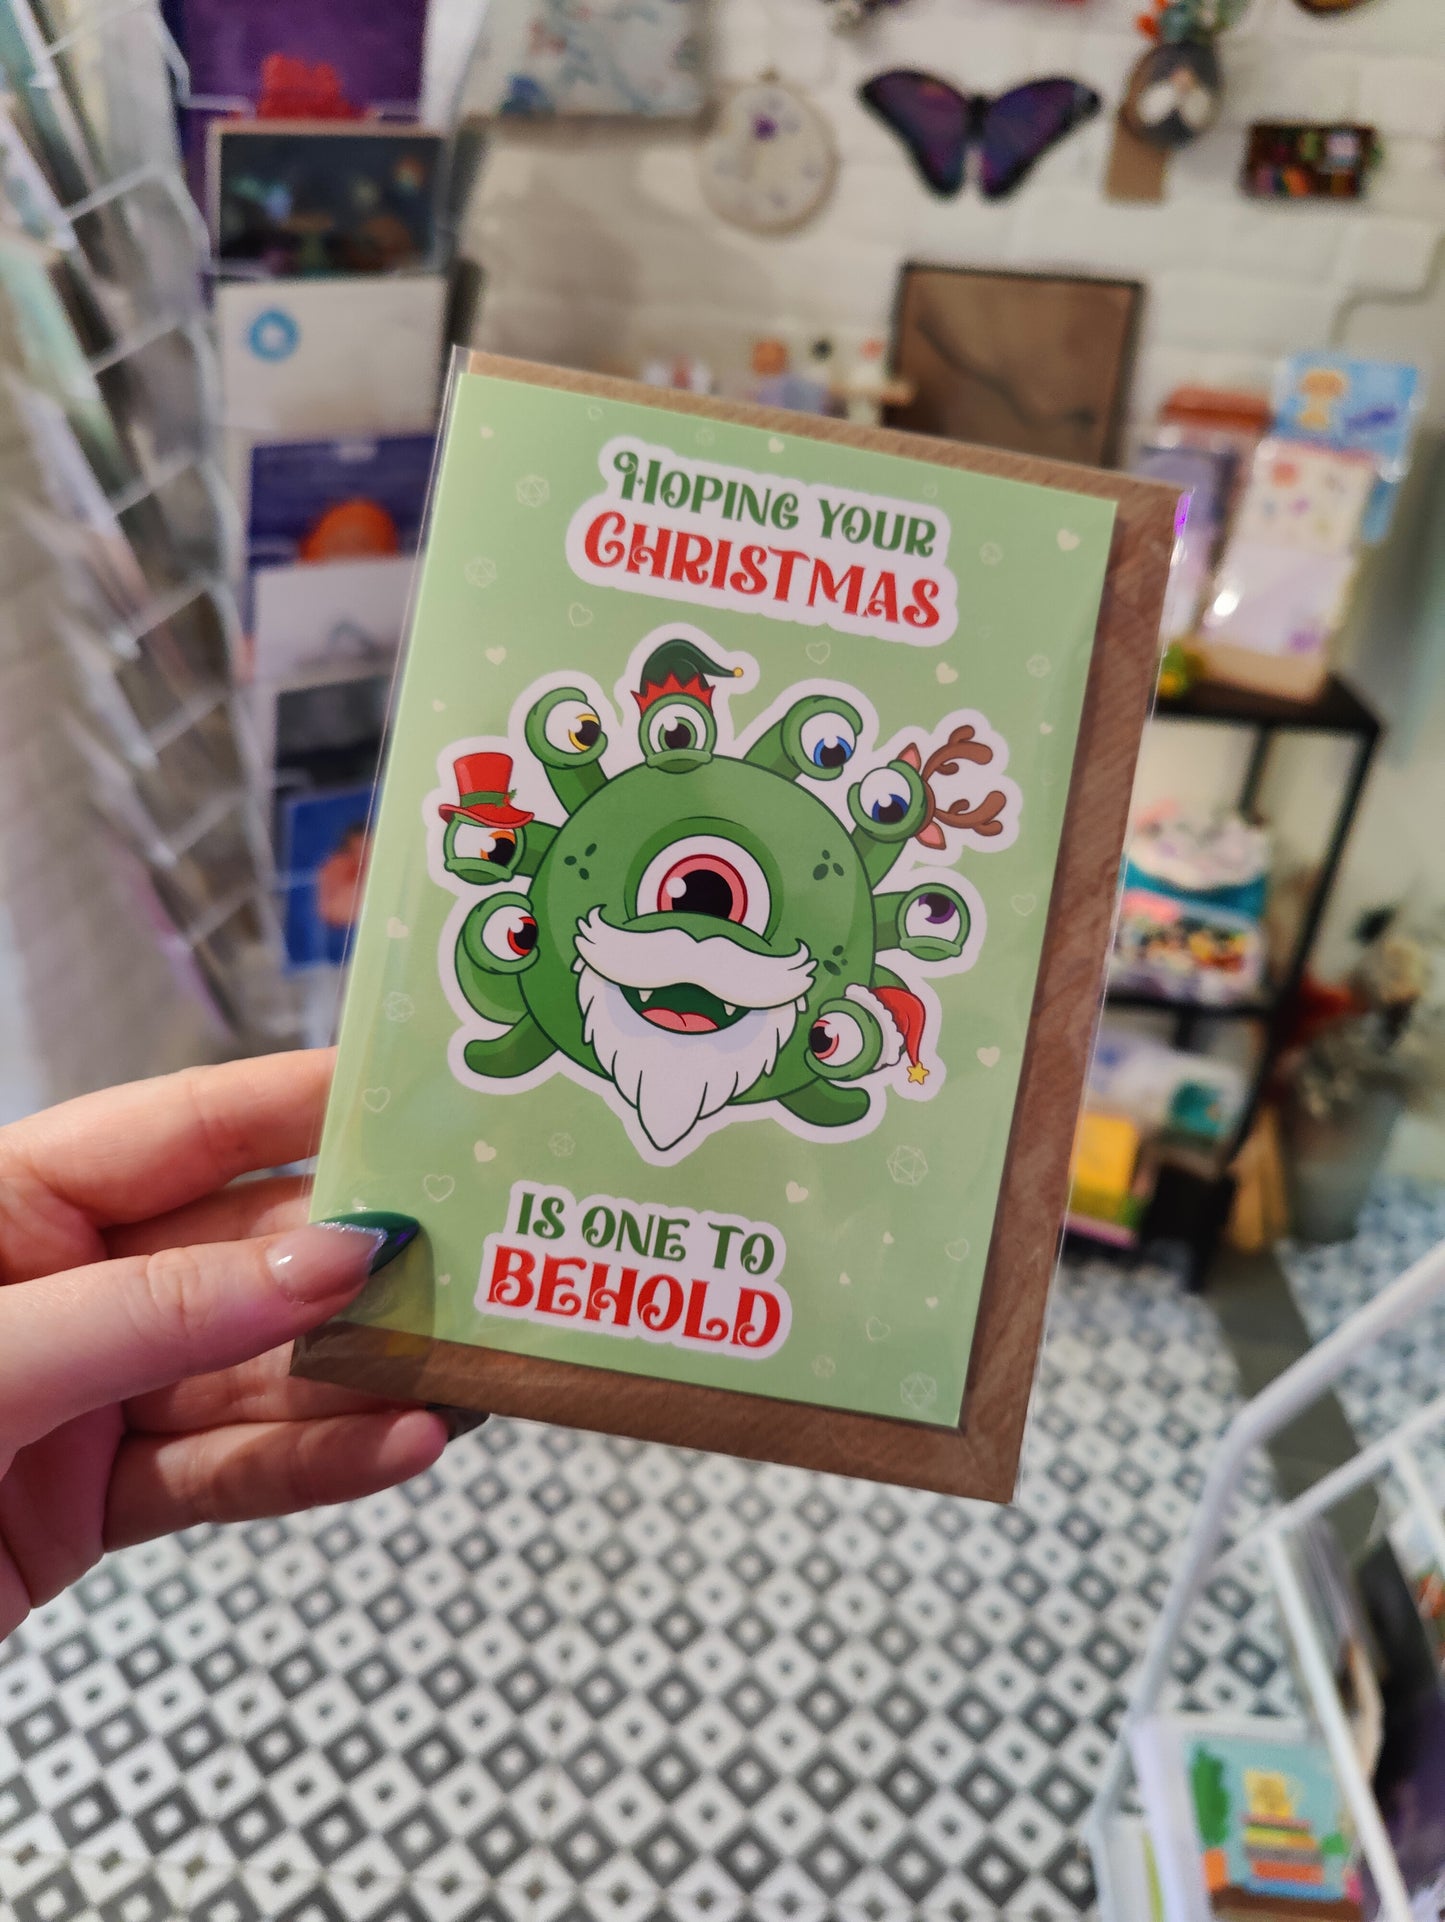 HOPING YOUR
CHRISTMAS
IS ONE TO
BEHOLD